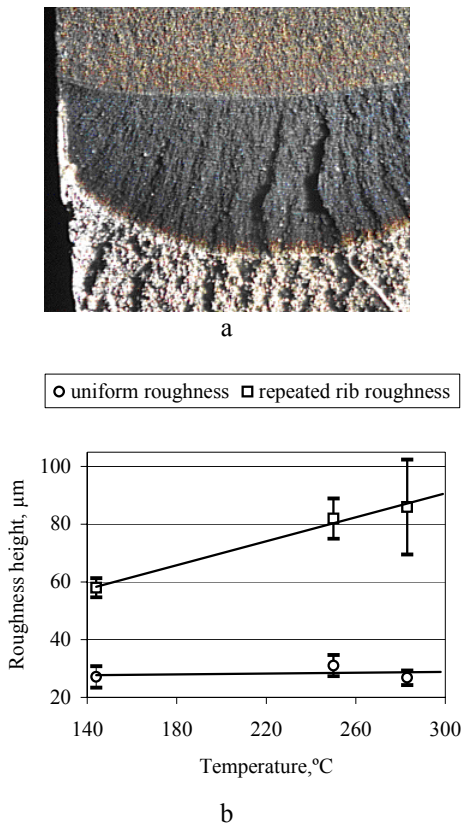 a
uniform roughness repeated rib roughness
100
80
60
40
20
Roughness height, µm
140 180 220 260 300
Temperature,ºC
b